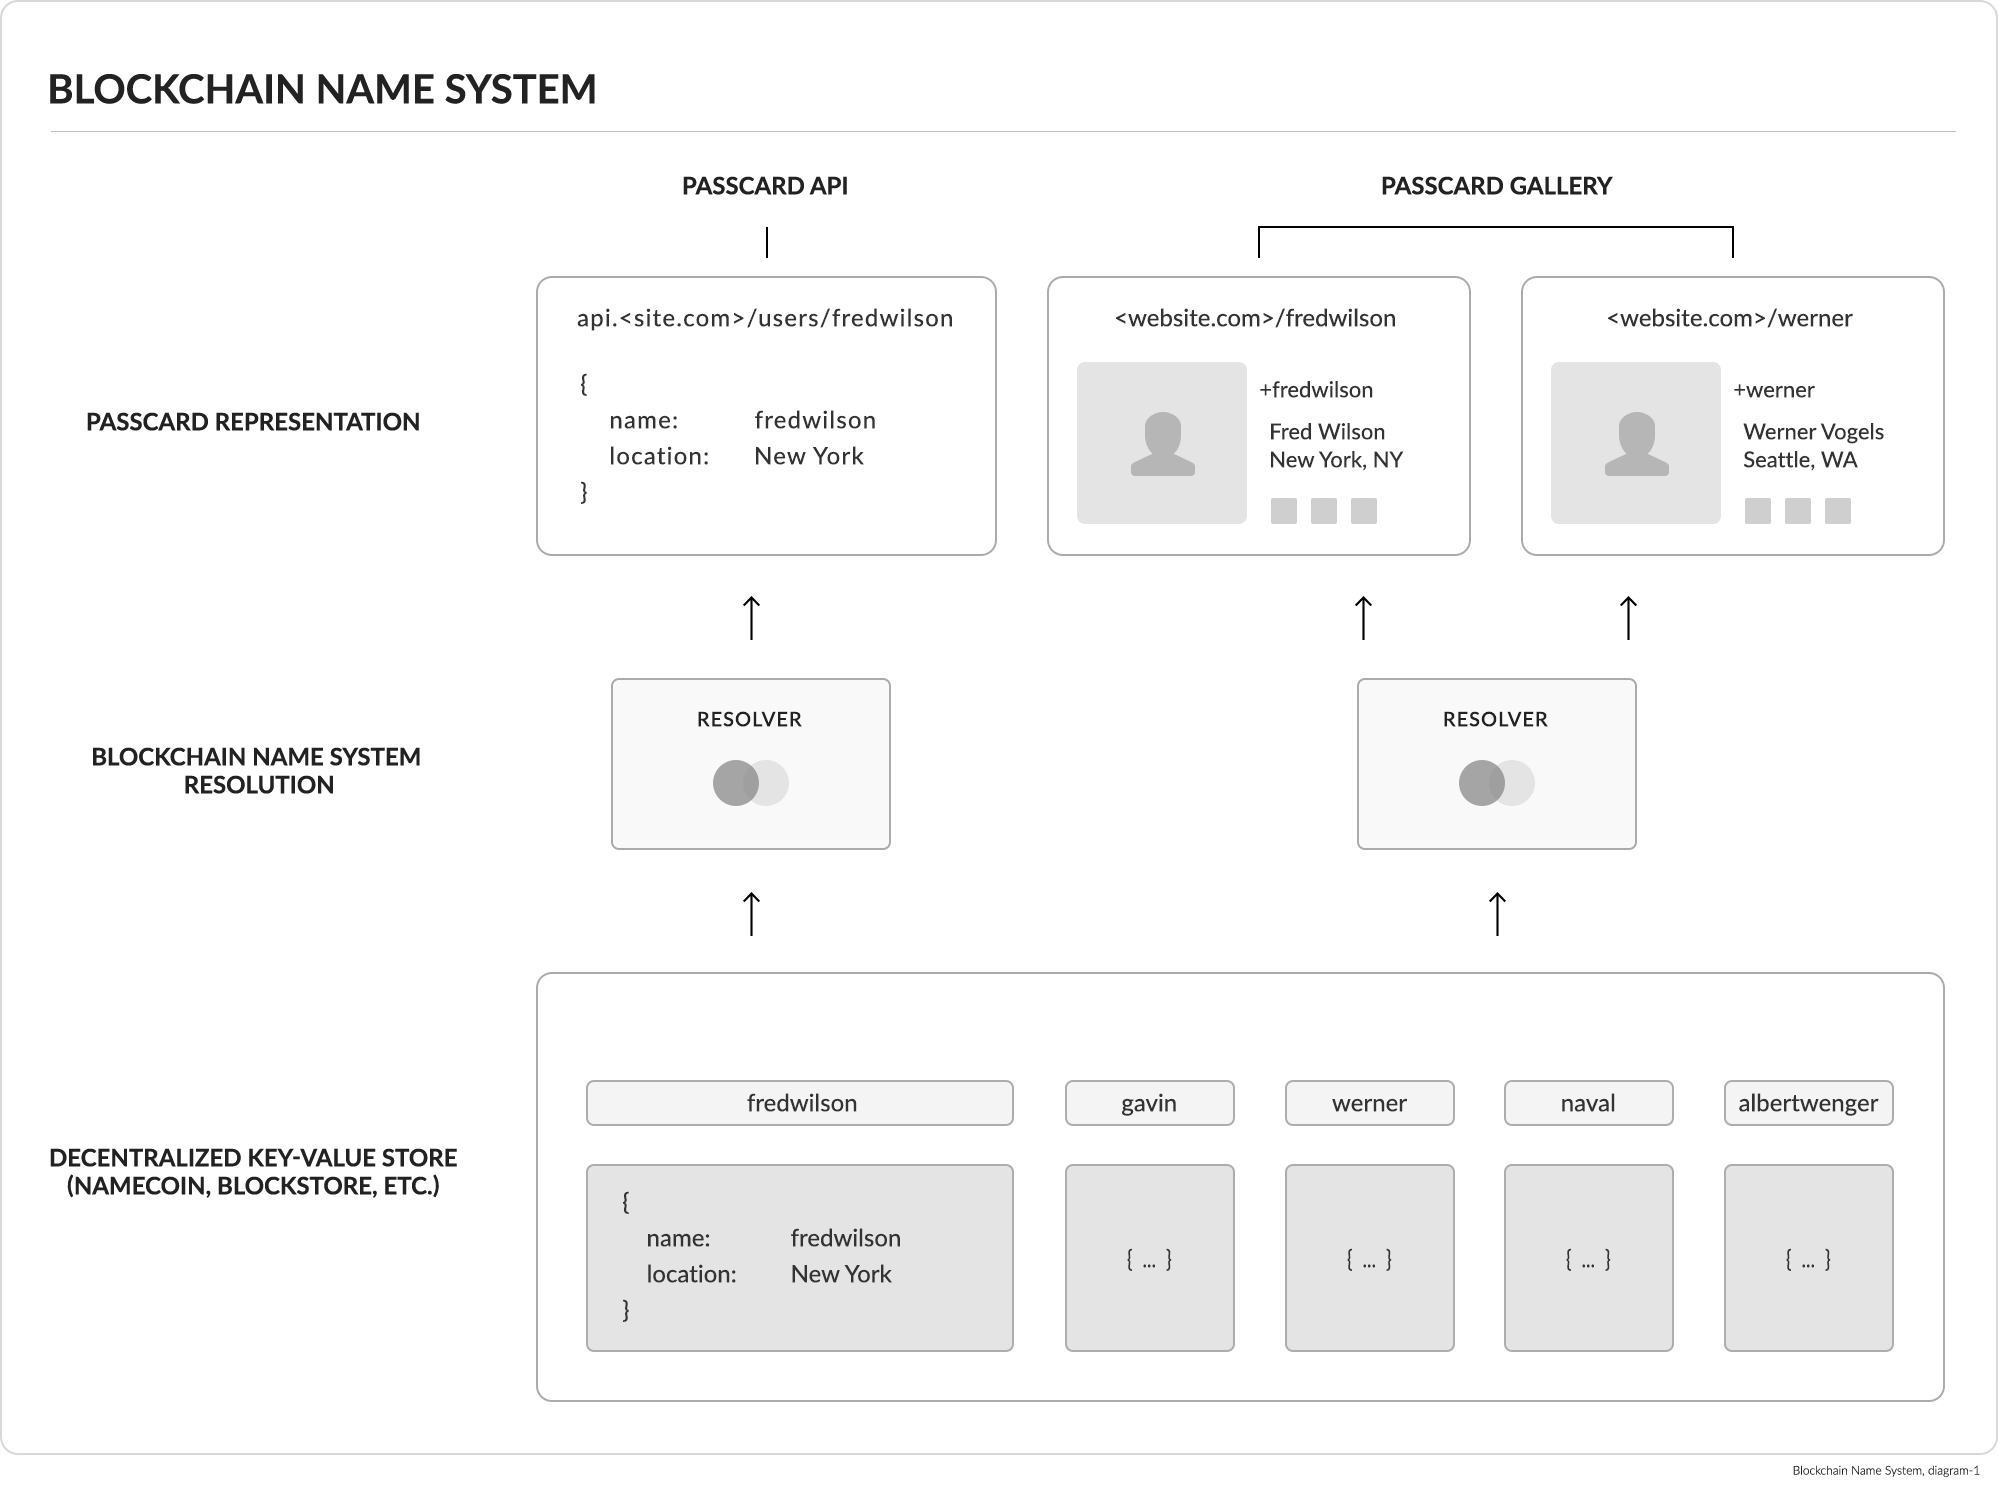 BLOCKCHAIN NAME SYSTEM
PASSCARD API
PASSCARD GALLERY
PASSCARD REPRESENTATION
api.<site.com>/users/fredwilson
{
name: fredwilson
location: New York
}
<website.com>/fredwilson
+fredwilson
Fred Wilson
New York, NY
<website.com>/werner
+werner
Werner Vogels
Seattle, WA
BLOCKCHAIN NAME SYSTEM
RESOLUTION
RESOLVER
RESOLVER
DECENTRALIZED KEY-VALUE STORE
(NAMECOIN, BLOCKSTORE, ETC.)
fredwilson
{
name: fredwilson
location: New York
}
gavin
{ ... }
werner
{ ... }
naval
{ ... }
albertwenger
{ ... }
Blockchain Name System, diagram-1